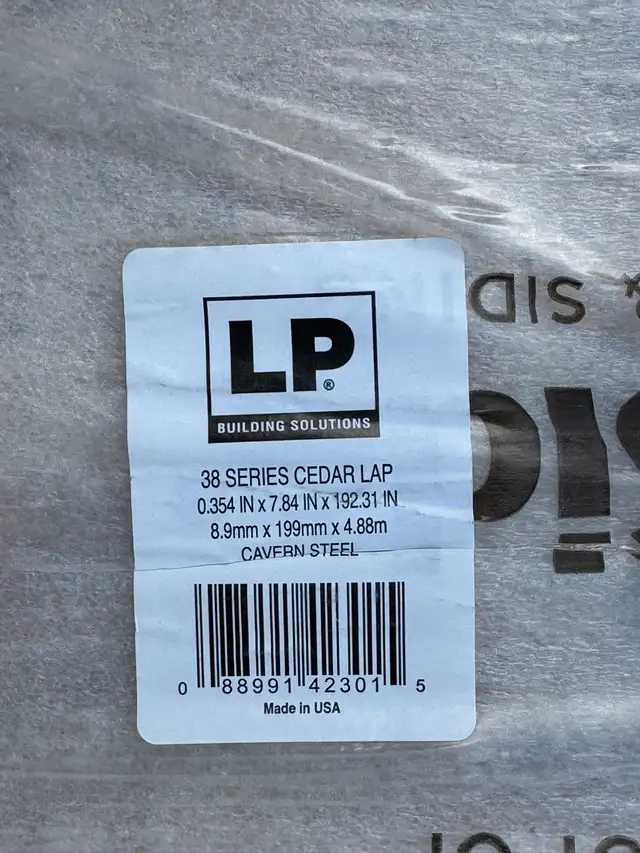 LP®
BUILDING SOLUTIONS
38 SERIES CEDAR LAP
0.354 IN x 7.84 IN x 192.31 IN
8.9mm x 199mm x 4.88m
CAVERN STEEL
0 88991 42301 5
Made in USA